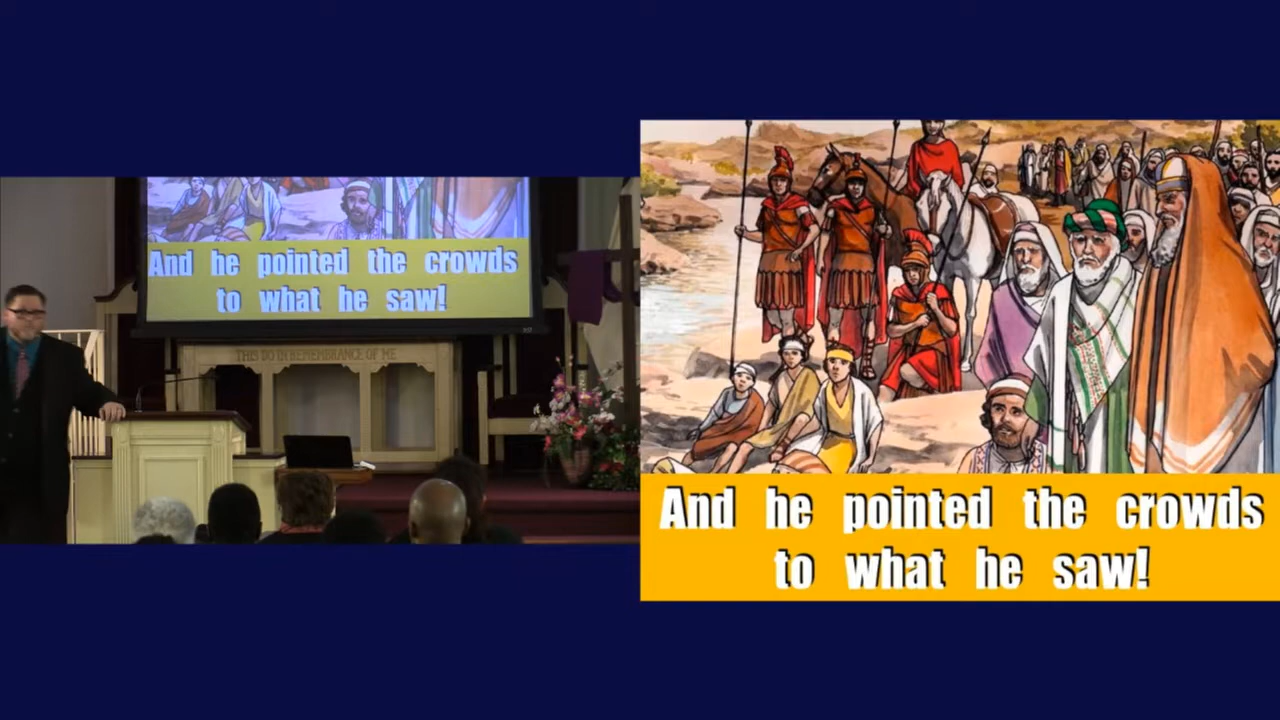 And he pointed the crowds
to what he saw!
THIS DO IN REMEMBRANCE OF ME
And he pointed the crowds
to what he saw!